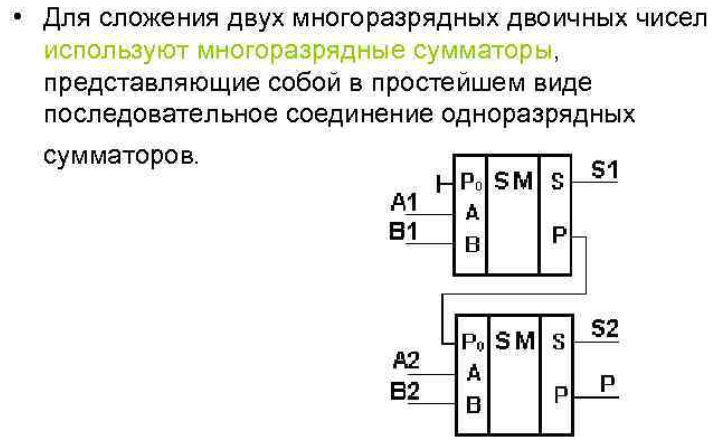 • Для сложения двух многоразрядных двоичных чисел
используют многоразрядные сумматоры,
представляющие собой в простейшем виде
последовательное соединение одноразрядных
сумматоров.
P₀ SM S S1
A1 A
B1 B P
P₀ SM S S2
A2 A
B2 B P P